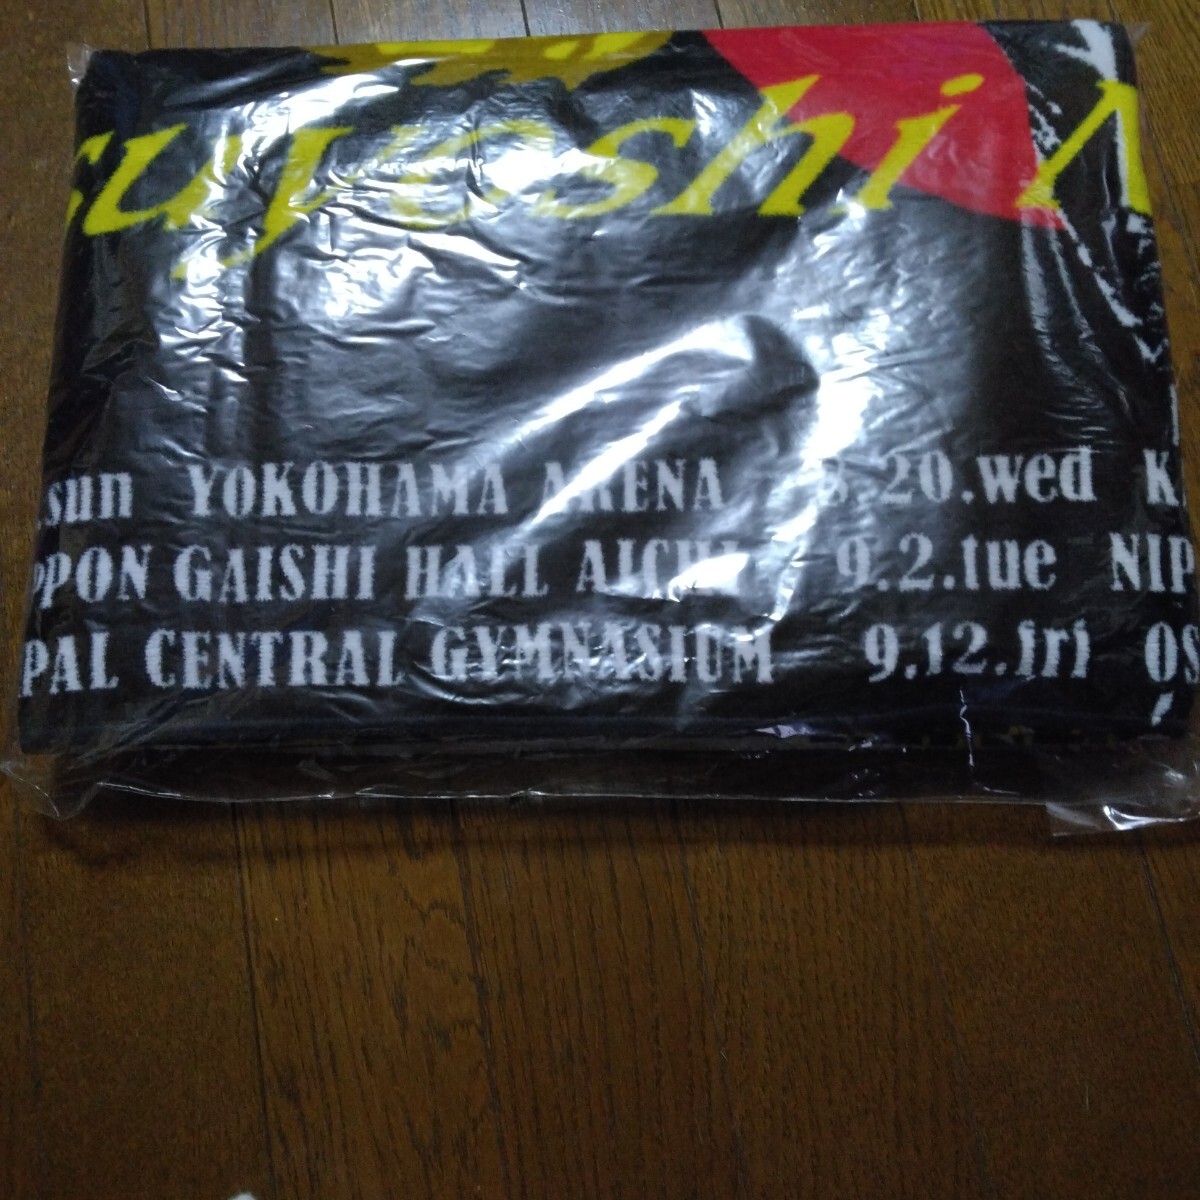 suyoshi N
.sun YOKOHAMA ARENA 8.20.wed K
PPON GAISHI HALL AICHI 9.2.tue NIP
PAL CENTRAL GYMNASIUM 9.12.fri OS